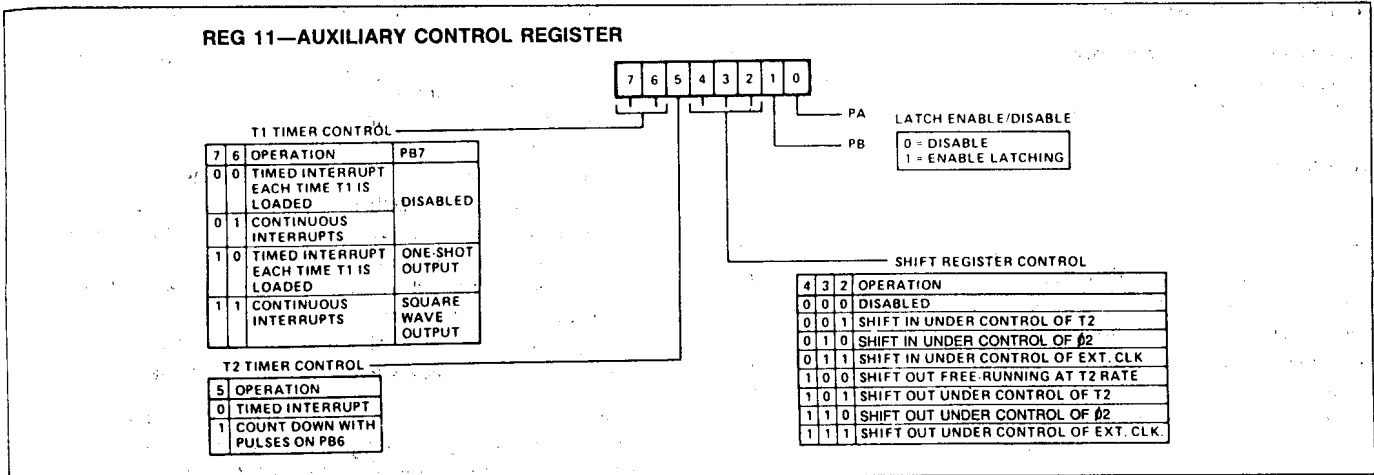 REG 11—AUXILIARY CONTROL REGISTER
7 6 5 4 3 2 1 0
PA
PB
LATCH ENABLE/DISABLE
0 = DISABLE
1 = ENABLE LATCHING
T1 TIMER CONTROL
7 6 OPERATION PB7
0 0 TIMED INTERRUPT
EACH TIME T1 IS
LOADED
DISABLED
0 1 CONTINUOUS
INTERRUPTS
1 0 TIMED INTERRUPT ONE-SHOT
EACH TIME T1 IS OUTPUT
LOADED
1 1 CONTINUOUS SQUARE
INTERRUPTS WAVE
OUTPUT
T2 TIMER CONTROL
5 OPERATION
0 TIMED INTERRUPT
1 COUNT DOWN WITH
PULSES ON PB6
SHIFT REGISTER CONTROL
4 3 2 OPERATION
0 0 0 DISABLED
0 0 1 SHIFT IN UNDER CONTROL OF T2
0 1 0 SHIFT IN UNDER CONTROL OF ϕ2
0 1 1 SHIFT IN UNDER CONTROL OF EXT. CLK
1 0 0 SHIFT OUT FREE-RUNNING AT T2 RATE
1 0 1 SHIFT OUT UNDER CONTROL OF T2
1 1 0 SHIFT OUT UNDER CONTROL OF ϕ2
1 1 1 SHIFT OUT UNDER CONTROL OF EXT. CLK.